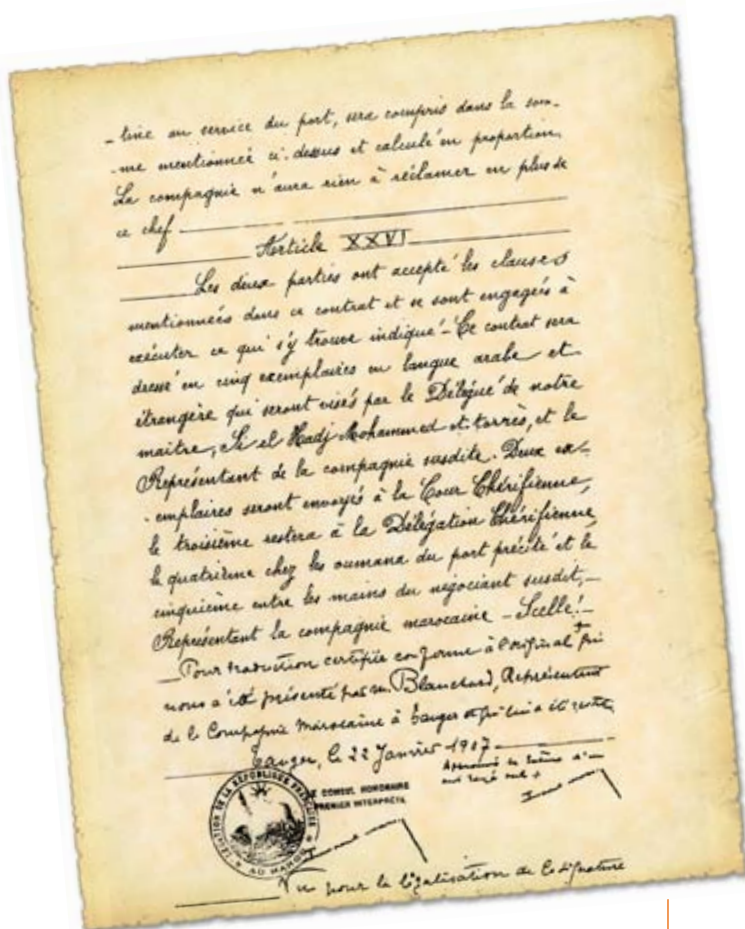 -tiné au service du port, sera compris dans la som-
-me mentionnée ci-dessus et calculé en proportion.
La compagnie n'aura rien à réclamer en plus de
ce chef
Article XXVI
Les deux parties ont accepté les clauses
mentionnées dans ce contrat et se sont engagées à
exécuter ce qui s'y trouve indiqué - Ce contrat sera
dressé en cinq exemplaires en langue arabe et
étrangère qui seront visés par le Délégué de notre
maître, Si el Hadj Mohammed et-torrès, et le
Représentant de la compagnie susdite. Deux ex-
-emplaires seront envoyés à la Cour Chérifienne,
le troisième restera à la Délégation Chérifienne,
le quatrième chez les oumana du port précité et le
cinquième entre les mains du négociant susdit,-
Représentant la compagnie marocaine - Scellé! -
Pour traduction certifiée conforme à l'original qui
nous a été présenté par m. Blanchard, Représentant
de la Compagnie Marocaine à Tanger et qui lui a été
Tanger, le 22 Janvier 1907
LE CONSUL HONORAIRE
PREMIER INTERPRÈTE
LÉGATION DE LA RÉPUBLIQUE FRANÇAISE
AU MAROC
Vu pour la légalisation de la signature